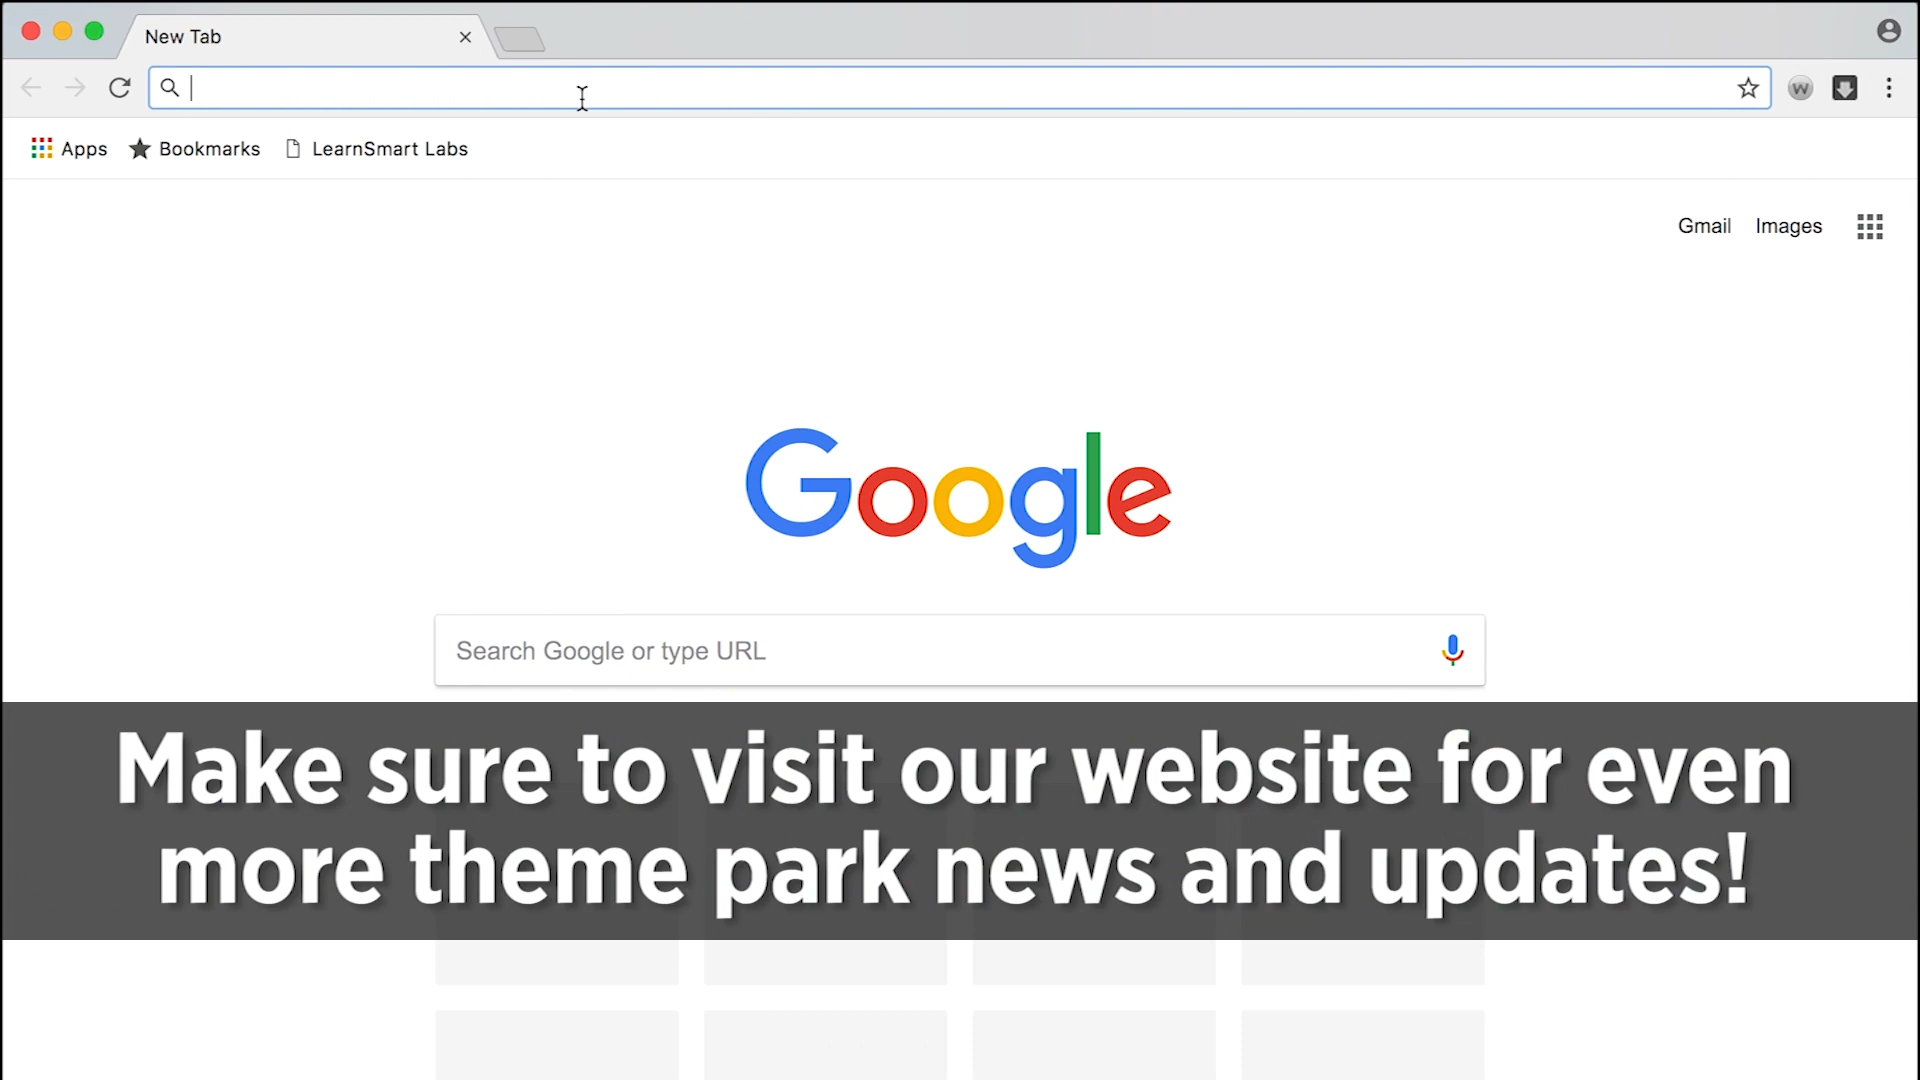 New Tab
Apps Bookmarks LearnSmart Labs
Gmail Images
Google
Search Google or type URL
Make sure to visit our website for even
more theme park news and updates!